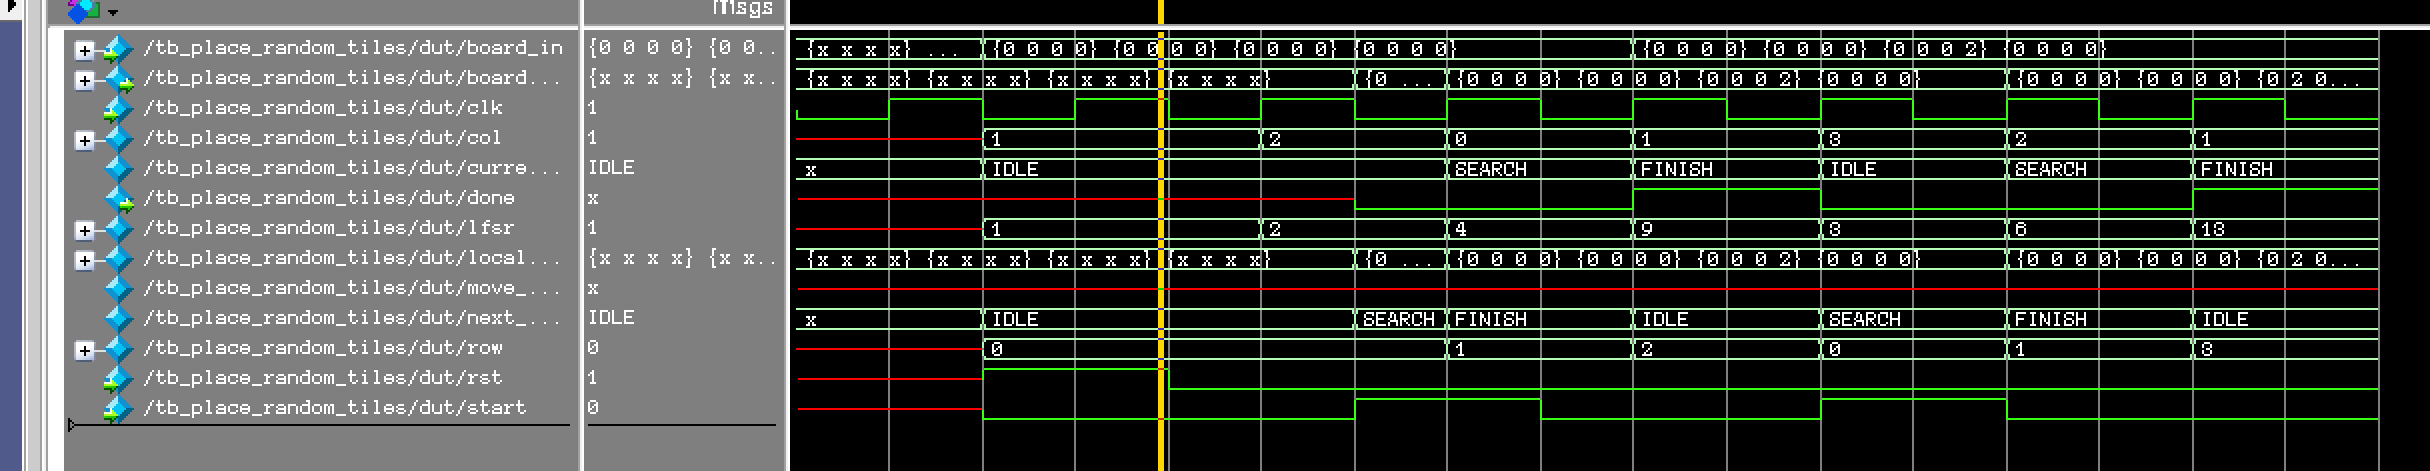 Msgs
/tb_place_random_tiles/dut/board_in {0 0 0 0} {0 0.. {x x x x} ... {0 0 0 0} {0 0 0 0} {0 0 0 0} {0 0 0 0} {0 0 0 0} {0 0 0 0} {0 0 0 2} {0 0 0 0}
/tb_place_random_tiles/dut/board... {x x x x} {x x.. {x x x x} {x x x x} {x x x x} {x x x x} {0 ... {0 0 0 0} {0 0 0 0} {0 0 0 2} {0 0 0 0} {0 0 0 0} {0 0 0 0} {0 2 0...
/tb_place_random_tiles/dut/clk 1
/tb_place_random_tiles/dut/col 1 1 2 0 1 3 2 1
/tb_place_random_tiles/dut/curre... IDLE x IDLE SEARCH FINISH IDLE SEARCH FINISH
/tb_place_random_tiles/dut/done x
/tb_place_random_tiles/dut/lfsr 1 1 2 4 9 3 6 13
/tb_place_random_tiles/dut/local... {x x x x} {x x.. {x x x x} {x x x x} {x x x x} {x x x x} {0 ... {0 0 0 0} {0 0 0 0} {0 0 0 2} {0 0 0 0} {0 0 0 0} {0 0 0 0} {0 2 0...
/tb_place_random_tiles/dut/move_... x
/tb_place_random_tiles/dut/next_... IDLE x IDLE SEARCH FINISH IDLE SEARCH FINISH IDLE
/tb_place_random_tiles/dut/row 0 0 1 2 0 1 3
/tb_place_random_tiles/dut/rst 1
/tb_place_random_tiles/dut/start 0